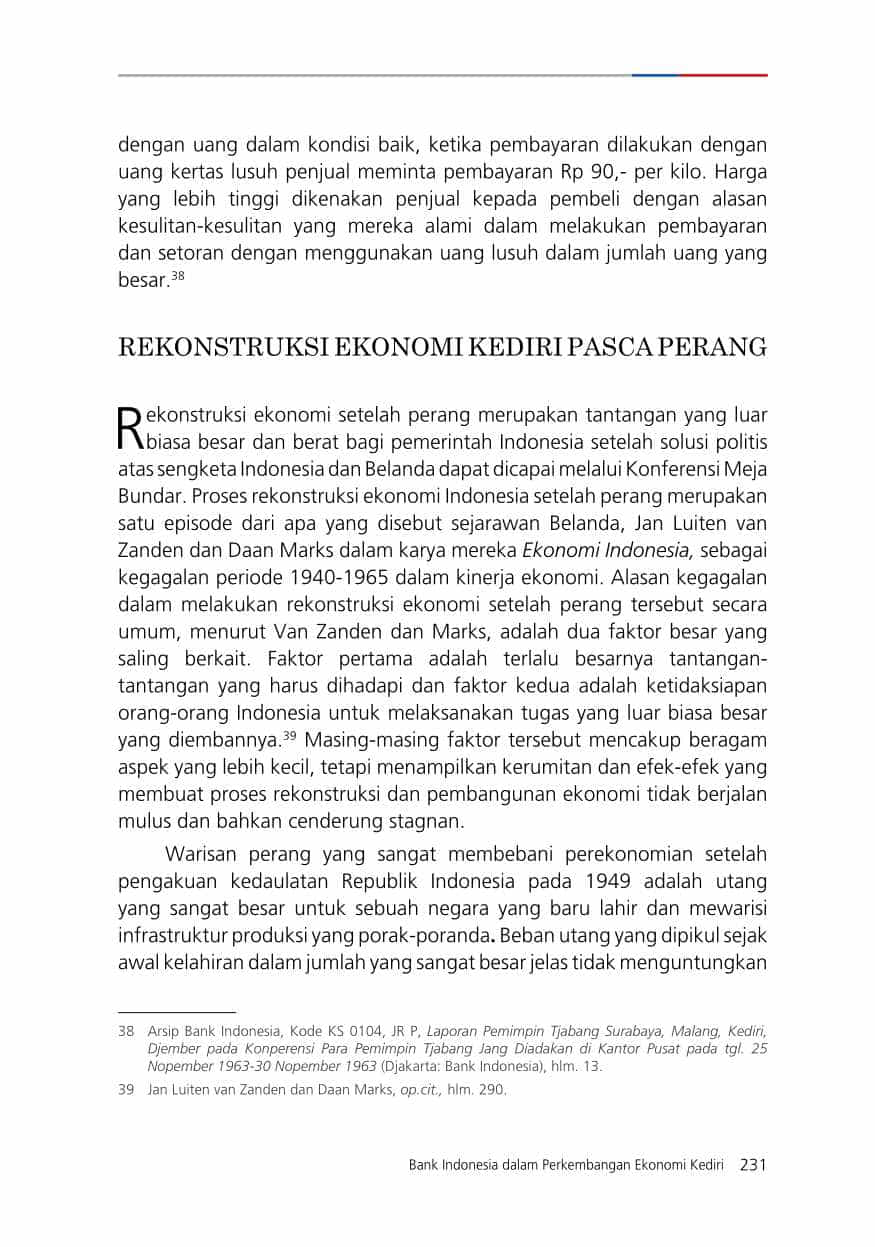 dengan uang dalam kondisi baik, ketika pembayaran dilakukan dengan
uang kertas lusuh penjual meminta pembayaran Rp 90,- per kilo. Harga
yang lebih tinggi dikenakan penjual kepada pembeli dengan alasan
kesulitan-kesulitan yang mereka alami dalam melakukan pembayaran
dan setoran dengan menggunakan uang lusuh dalam jumlah uang yang
besar.38
REKONSTRUKSI EKONOMI KEDIRI PASCA PERANG
Rekonstruksi ekonomi setelah perang merupakan tantangan yang luar
biasa besar dan berat bagi pemerintah Indonesia setelah solusi politis
atas sengketa Indonesia dan Belanda dapat dicapai melalui Konferensi Meja
Bundar. Proses rekonstruksi ekonomi Indonesia setelah perang merupakan
satu episode dari apa yang disebut sejarawan Belanda, Jan Luiten van
Zanden dan Daan Marks dalam karya mereka Ekonomi Indonesia, sebagai
kegagalan periode 1940-1965 dalam kinerja ekonomi. Alasan kegagalan
dalam melakukan rekonstruksi ekonomi setelah perang tersebut secara
umum, menurut Van Zanden dan Marks, adalah dua faktor besar yang
saling berkait. Faktor pertama adalah terlalu besarnya tantangan-
tantangan yang harus dihadapi dan faktor kedua adalah ketidaksiapan
orang-orang Indonesia untuk melaksanakan tugas yang luar biasa besar
yang diembannya.39 Masing-masing faktor tersebut mencakup beragam
aspek yang lebih kecil, tetapi menampilkan kerumitan dan efek-efek yang
membuat proses rekonstruksi dan pembangunan ekonomi tidak berjalan
mulus dan bahkan cenderung stagnan.
Warisan perang yang sangat membebani perekonomian setelah
pengakuan kedaulatan Republik Indonesia pada 1949 adalah utang
yang sangat besar untuk sebuah negara yang baru lahir dan mewarisi
infrastruktur produksi yang porak-poranda. Beban utang yang dipikul sejak
awal kelahiran dalam jumlah yang sangat besar jelas tidak menguntungkan
38 Arsip Bank Indonesia, Kode KS 0104, JR P, Laporan Pemimpin Tjabang Surabaya, Malang, Kediri,
Djember pada Konperensi Para Pemimpin Tjabang Jang Diadakan di Kantor Pusat pada tgl. 25
Nopember 1963-30 Nopember 1963 (Djakarta: Bank Indonesia), hlm. 13.
39 Jan Luiten van Zanden dan Daan Marks, op.cit., hlm. 290.
Bank Indonesia dalam Perkembangan Ekonomi Kediri 231